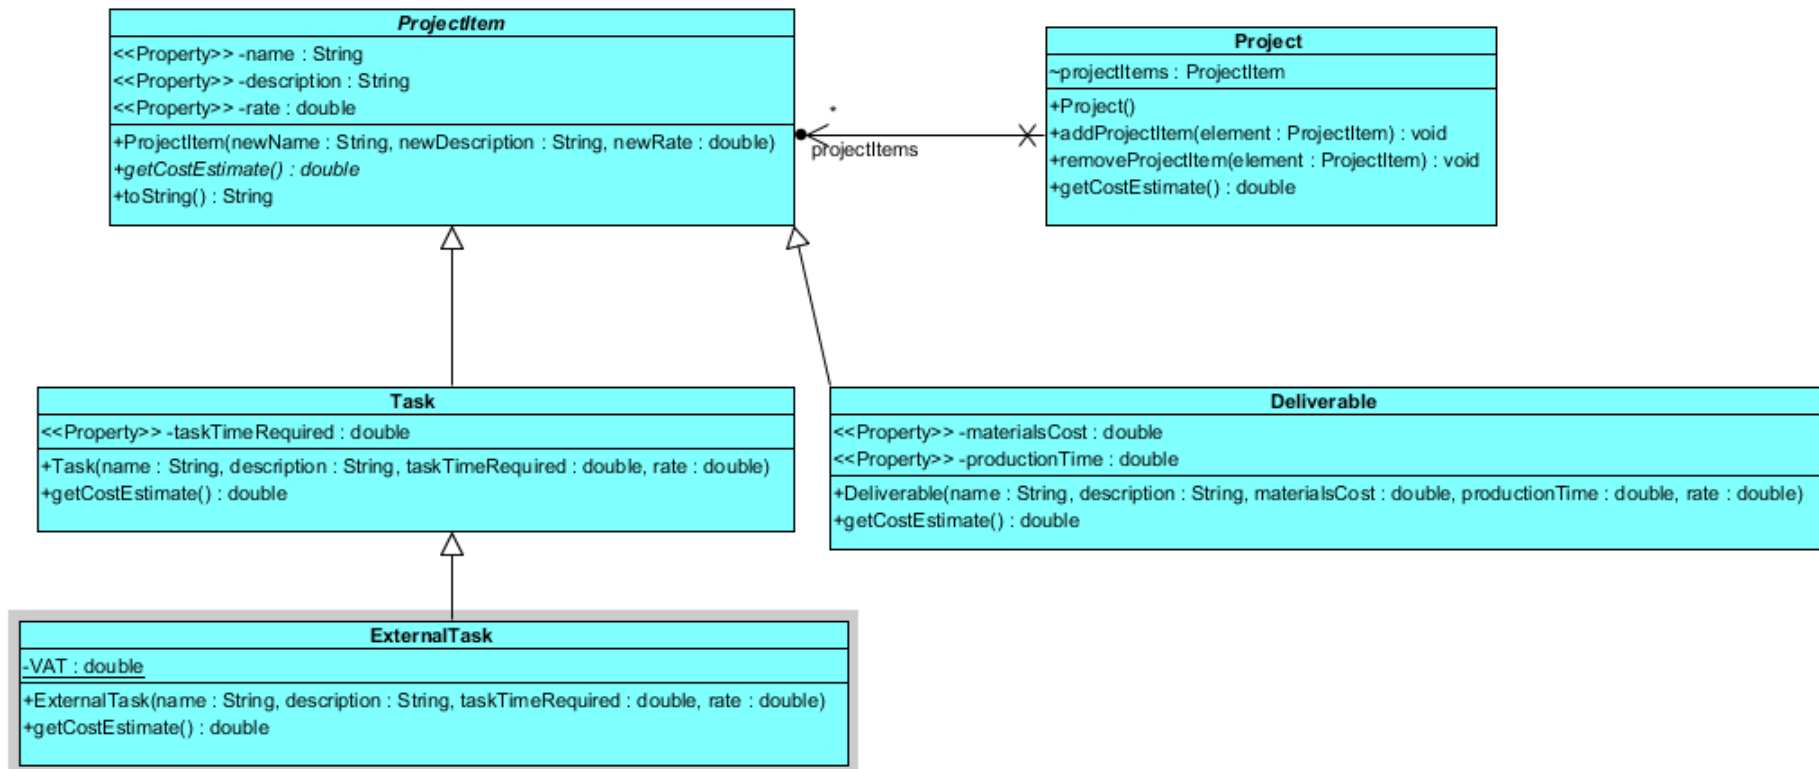 ProjectItem
<<Property>> -name : String
<<Property>> -description : String
<<Property>> -rate : double
+ProjectItem(newName : String, newDescription : String, newRate : double)
+getCostEstimate() : double
+toString() : String
*
projectItems
Project
~projectItems : ProjectItem
+Project()
+addProjectItem(element : ProjectItem) : void
+removeProjectItem(element : ProjectItem) : void
+getCostEstimate() : double
Task
<<Property>> -taskTimeRequired : double
+Task(name : String, description : String, taskTimeRequired : double, rate : double)
+getCostEstimate() : double
Deliverable
<<Property>> -materialsCost : double
<<Property>> -productionTime : double
+Deliverable(name : String, description : String, materialsCost : double, productionTime : double, rate : double)
+getCostEstimate() : double
ExternalTask
-VAT : double
+ExternalTask(name : String, description : String, taskTimeRequired : double, rate : double)
+getCostEstimate() : double